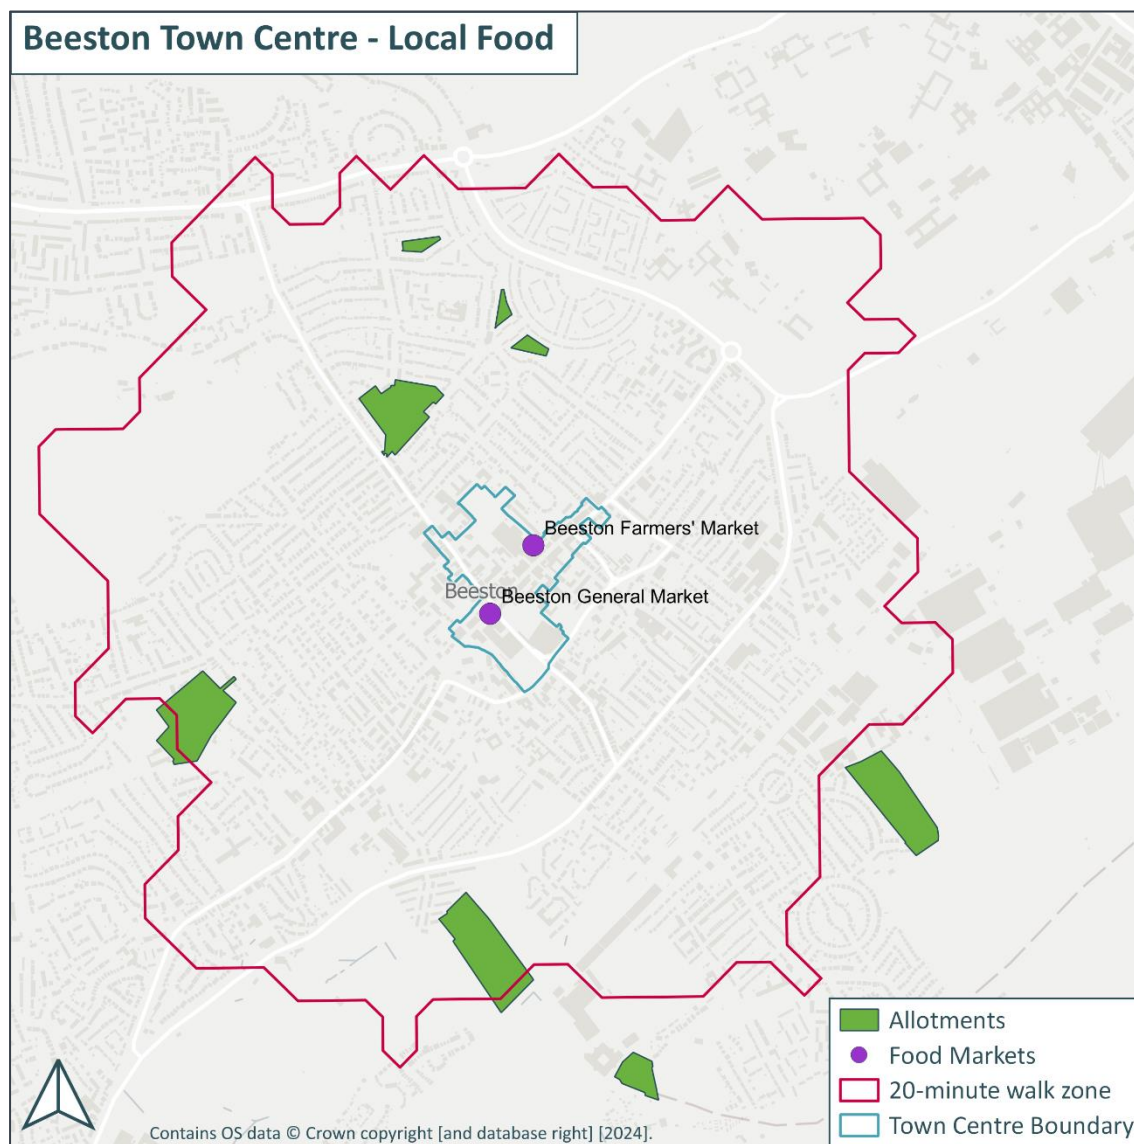 Beeston Town Centre - Local Food
Beeston Farmers' Market
Beeston
Beeston General Market
Allotments
Food Markets
20-minute walk zone
Town Centre Boundary
Contains OS data © Crown copyright [and database right] [2024].